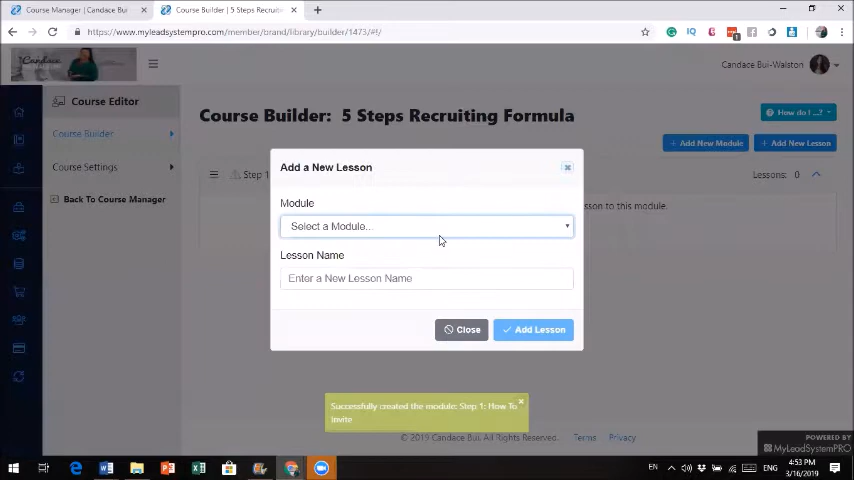 Course Manager | Candace Bui
Course Builder | 5 Steps Recruiti
https://www.myleadsystempro.com/member/brand/library/builder/1473/#!/
Candace
Candace Bui-Walston
Course Editor
Course Builder
Course Settings
Back To Course Manager
Course Builder: 5 Steps Recruiting Formula
How do I ...?
+ Add New Module
+ Add New Lesson
Step 1
Lessons: 0
sson to this module.
Add a New Lesson
Module
Select a Module...
Lesson Name
Enter a New Lesson Name
Close
Add Lesson
Successfully created the module: Step 1: How To
Invite
© 2019 Candace Bui. All Rights Reserved.
Terms
Privacy
POWERED BY
MyLeadSystemPRO
EN
ENG
4:53 PM
3/16/2019